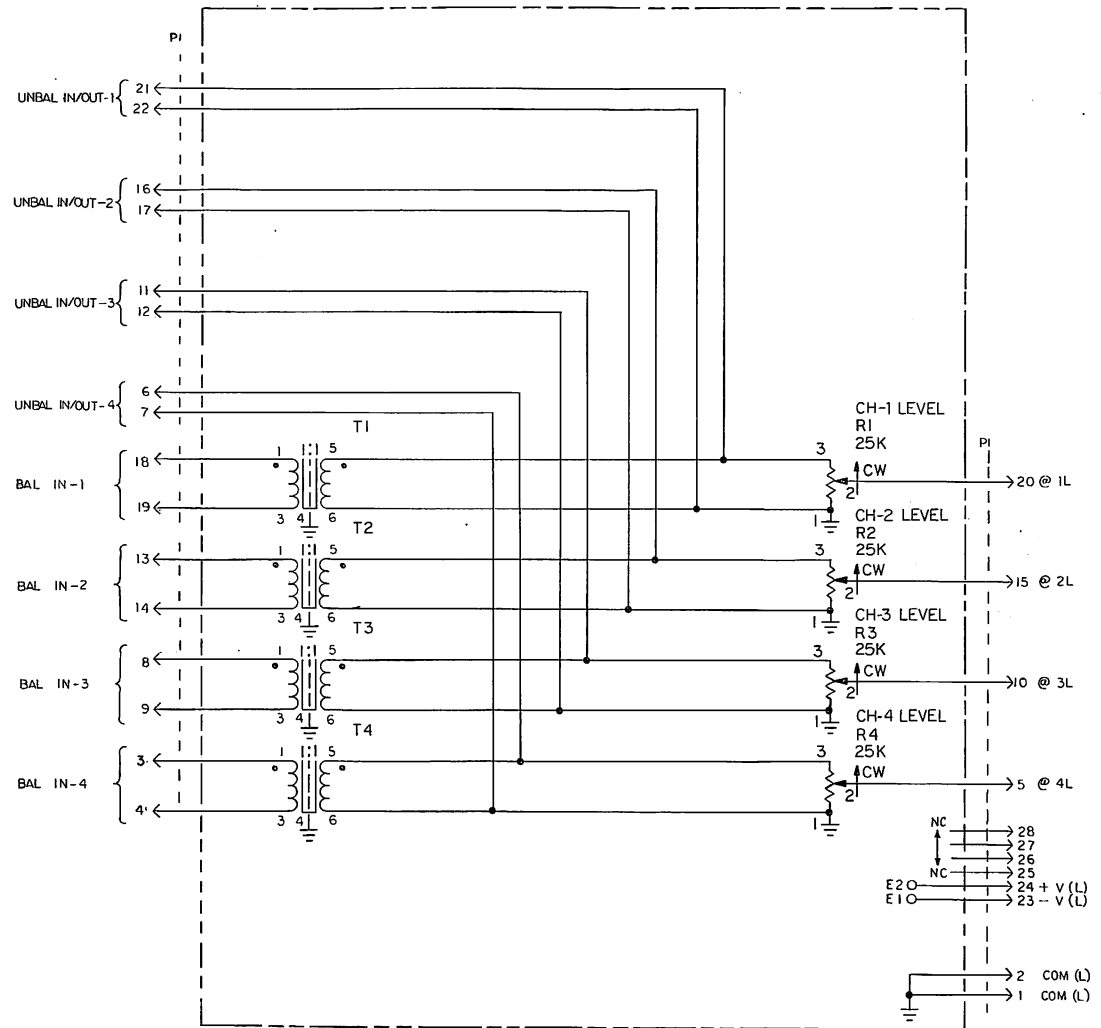 P1
UNBAL IN/OUT-1
21
22
UNBAL IN/OUT-2
16
17
UNBAL IN/OUT-3
11
12
UNBAL IN/OUT-4
6
7
T1
BAL IN-1
18
19
1
5
3 4 6
T2
BAL IN-2
13
14
1
5
3 4 6
T3
BAL IN-3
8
9
1
5
3 4 6
T4
BAL IN-4
3
4
1
5
3 4 6
CH-1 LEVEL
R1
25K
3
CW
2
1
P1
20 @ 1L
CH-2 LEVEL
R2
25K
3
CW
2
1
15 @ 2L
CH-3 LEVEL
R3
25K
3
CW
2
1
10 @ 3L
CH-4 LEVEL
R4
25K
3
CW
2
1
5 @ 4L
NC
28
27
26
NC
25
E2
24 + V (L)
E1
23 - V (L)
2 COM (L)
1 COM (L)